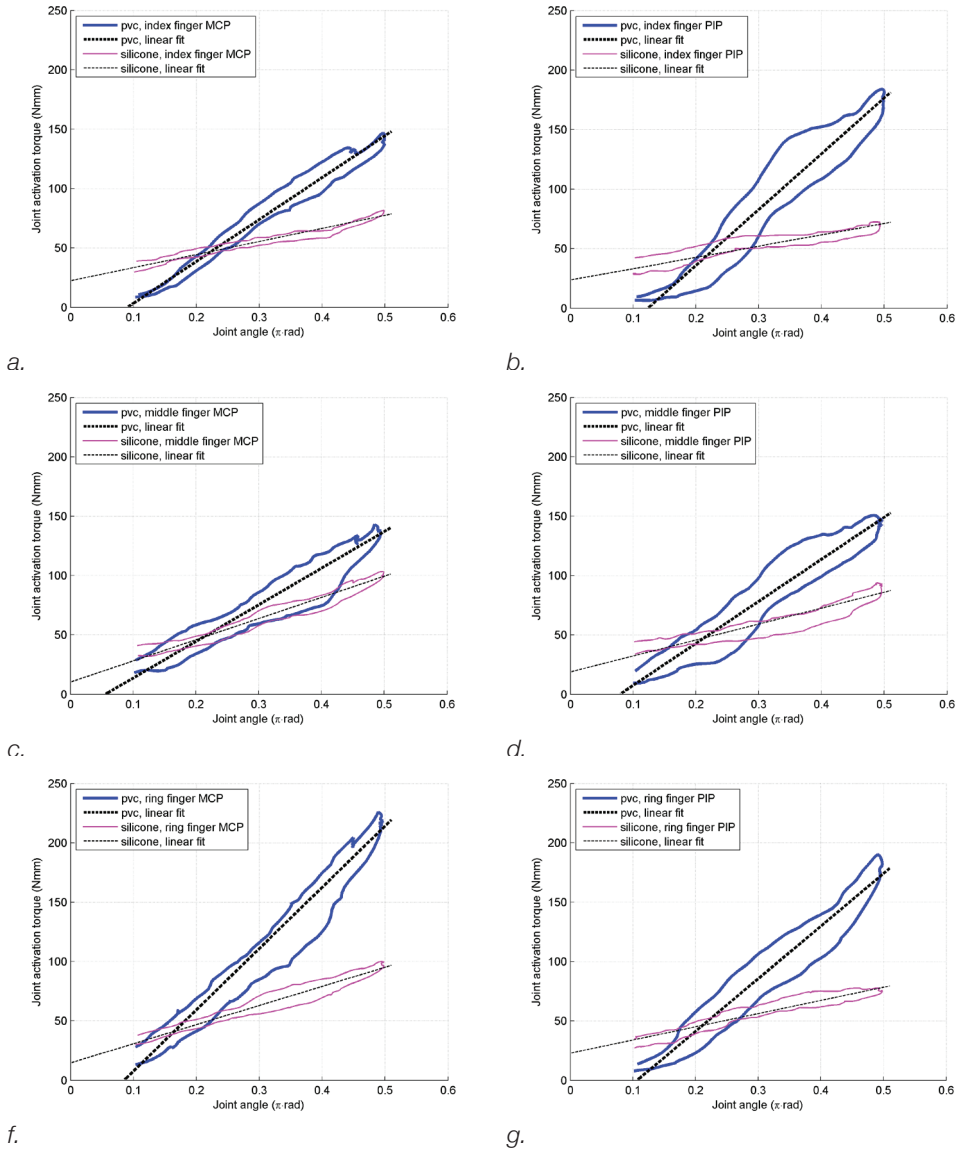 pvc, index finger MCP
pvc, linear fit
silicone, index finger MCP
silicone, linear fit
250
200
150
100
50
0
Joint activation torque (Nmm)
0 0.1 0.2 0.3 0.4 0.5 0.6
Joint angle (π·rad)
a.
pvc, index finger PIP
pvc, linear fit
silicone, index finger PIP
silicone, linear fit
250
200
150
100
50
0
Joint activation torque (Nmm)
0 0.1 0.2 0.3 0.4 0.5 0.6
Joint angle (π·rad)
b.
pvc, middle finger MCP
pvc, linear fit
silicone, middle finger MCP
silicone, linear fit
250
200
150
100
50
0
Joint activation torque (Nmm)
0 0.1 0.2 0.3 0.4 0.5 0.6
Joint angle (π·rad)
c.
pvc, middle finger PIP
pvc, linear fit
silicone, middle finger PIP
silicone, linear fit
250
200
150
100
50
0
Joint activation torque (Nmm)
0 0.1 0.2 0.3 0.4 0.5 0.6
Joint angle (π·rad)
d.
pvc, ring finger MCP
pvc, linear fit
silicone, ring finger MCP
silicone, linear fit
250
200
150
100
50
0
Joint activation torque (Nmm)
0 0.1 0.2 0.3 0.4 0.5 0.6
Joint angle (π·rad)
f.
pvc, ring finger PIP
pvc, linear fit
silicone, ring finger PIP
silicone, linear fit
250
200
150
100
50
0
Joint activation torque (Nmm)
0 0.1 0.2 0.3 0.4 0.5 0.6
Joint angle (π·rad)
g.